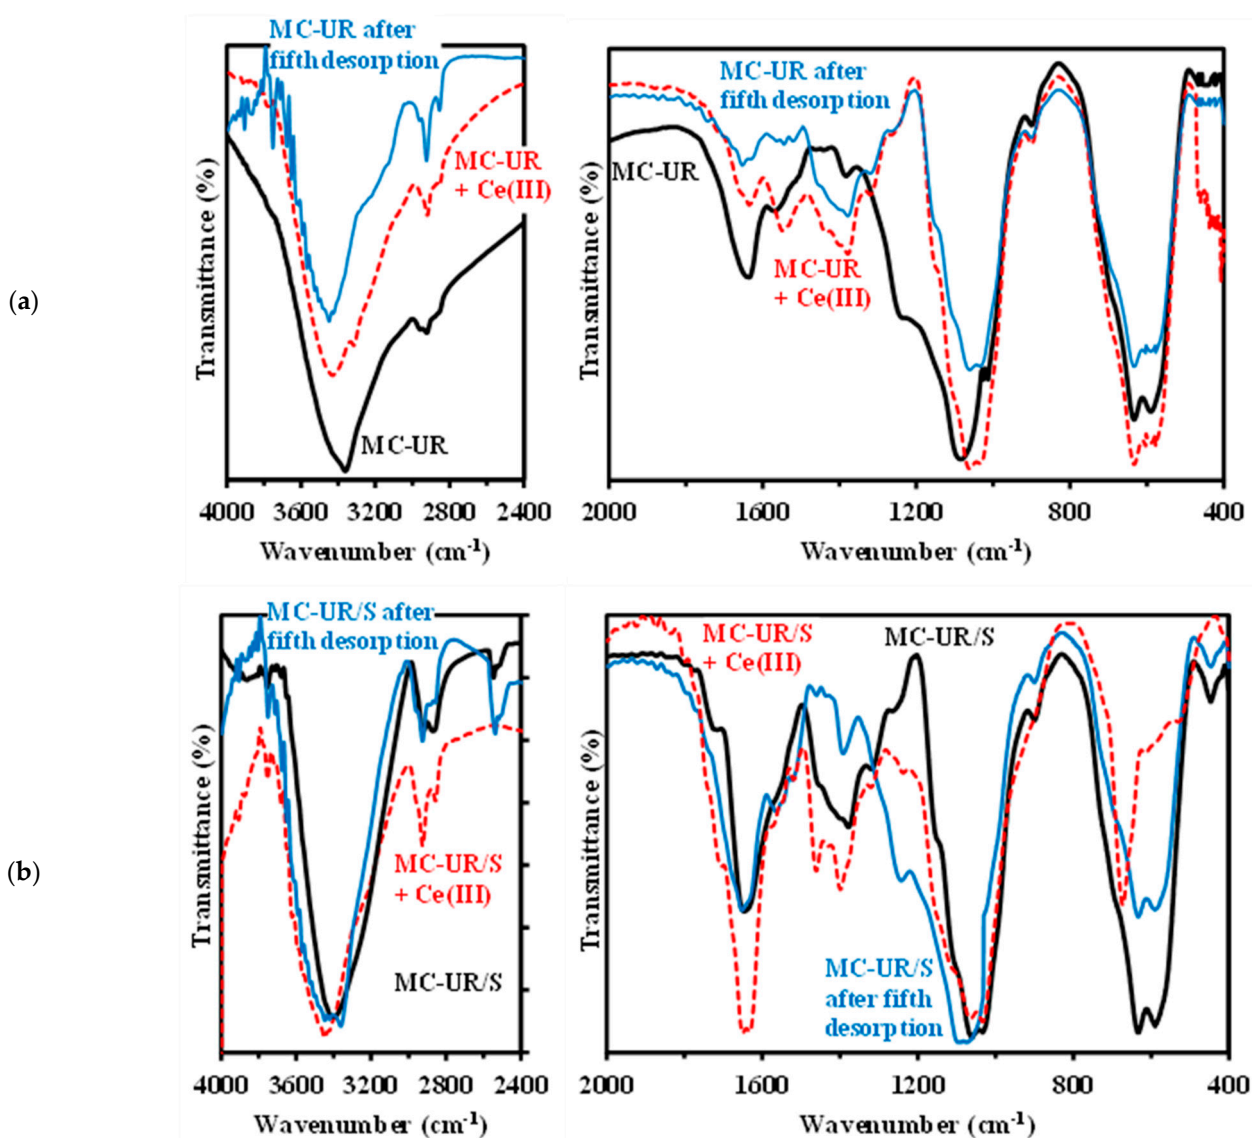 (a)
MC-UR after
fifth desorption
MC-UR
+ Ce(III)
MC-UR
Transmittance (%)
4000 3600 3200 2800 2400
Wavenumber (cm-1)
MC-UR after
fifth desorption
MC-UR
MC-UR
+ Ce(III)
Transmittance (%)
2000 1600 1200 800 400
Wavenumber (cm-1)
(b)
MC-UR/S after
fifth desorption
MC-UR/S
+ Ce(III)
MC-UR/S
Transmittance (%)
4000 3600 3200 2800 2400
Wavenumber (cm-1)
MC-UR/S
+ Ce(III)
MC-UR/S
MC-UR/S
after fifth
desorption
Transmittance (%)
2000 1600 1200 800 400
Wavenumber (cm-1)